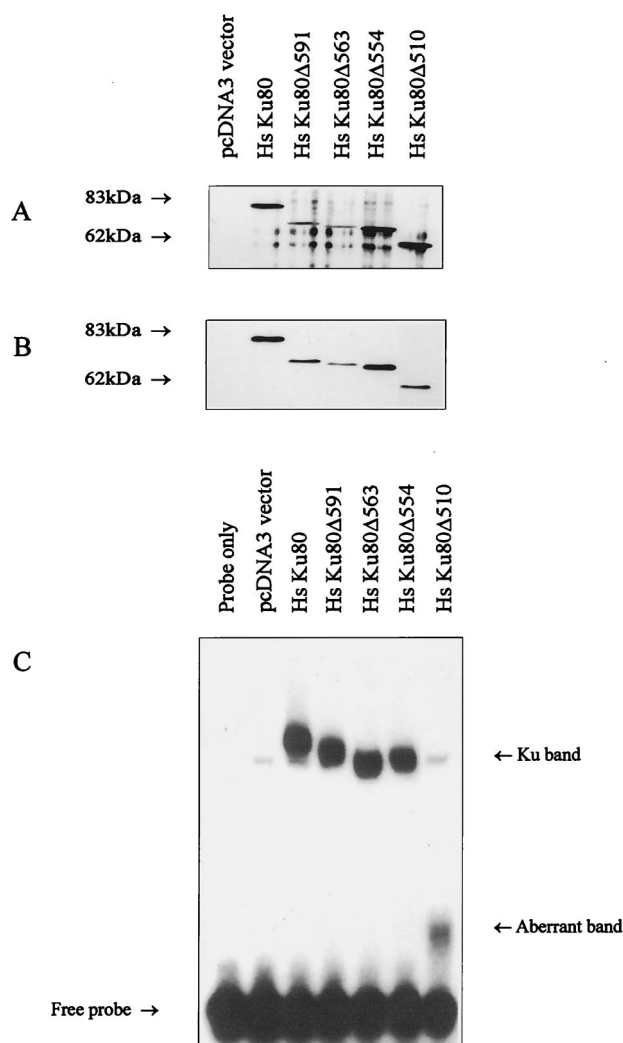 pcDNA3 vector
Hs Ku80
Hs Ku80Δ591
Hs Ku80Δ563
Hs Ku80Δ554
Hs Ku80Δ510
A
83kDa →
62kDa →
B
83kDa →
62kDa →
Probe only
pcDNA3 vector
Hs Ku80
Hs Ku80Δ591
Hs Ku80Δ563
Hs Ku80Δ554
Hs Ku80Δ510
C
← Ku band
← Aberrant band
Free probe →